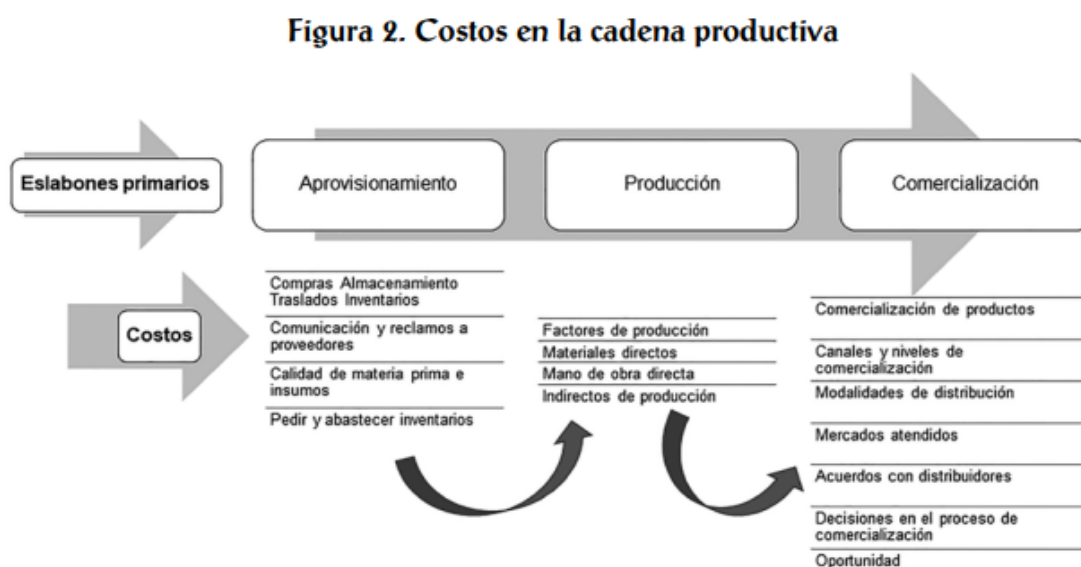 Figura 2. Costos en la cadena productiva
Eslabones primarios
Aprovisionamiento
Producción
Comercialización
Costos
Compras Almacenamiento
Traslados Inventarios
Comunicación y reclamos a
proveedores
Calidad de materia prima e
insumos
Pedir y abastecer inventarios
Factores de producción
Materiales directos
Mano de obra directa
Indirectos de producción
Comercialización de productos
Canales y niveles de
comercialización
Modalidades de distribución
Mercados atendidos
Acuerdos con distribuidores
Decisiones en el proceso de
comercialización
Oportunidad